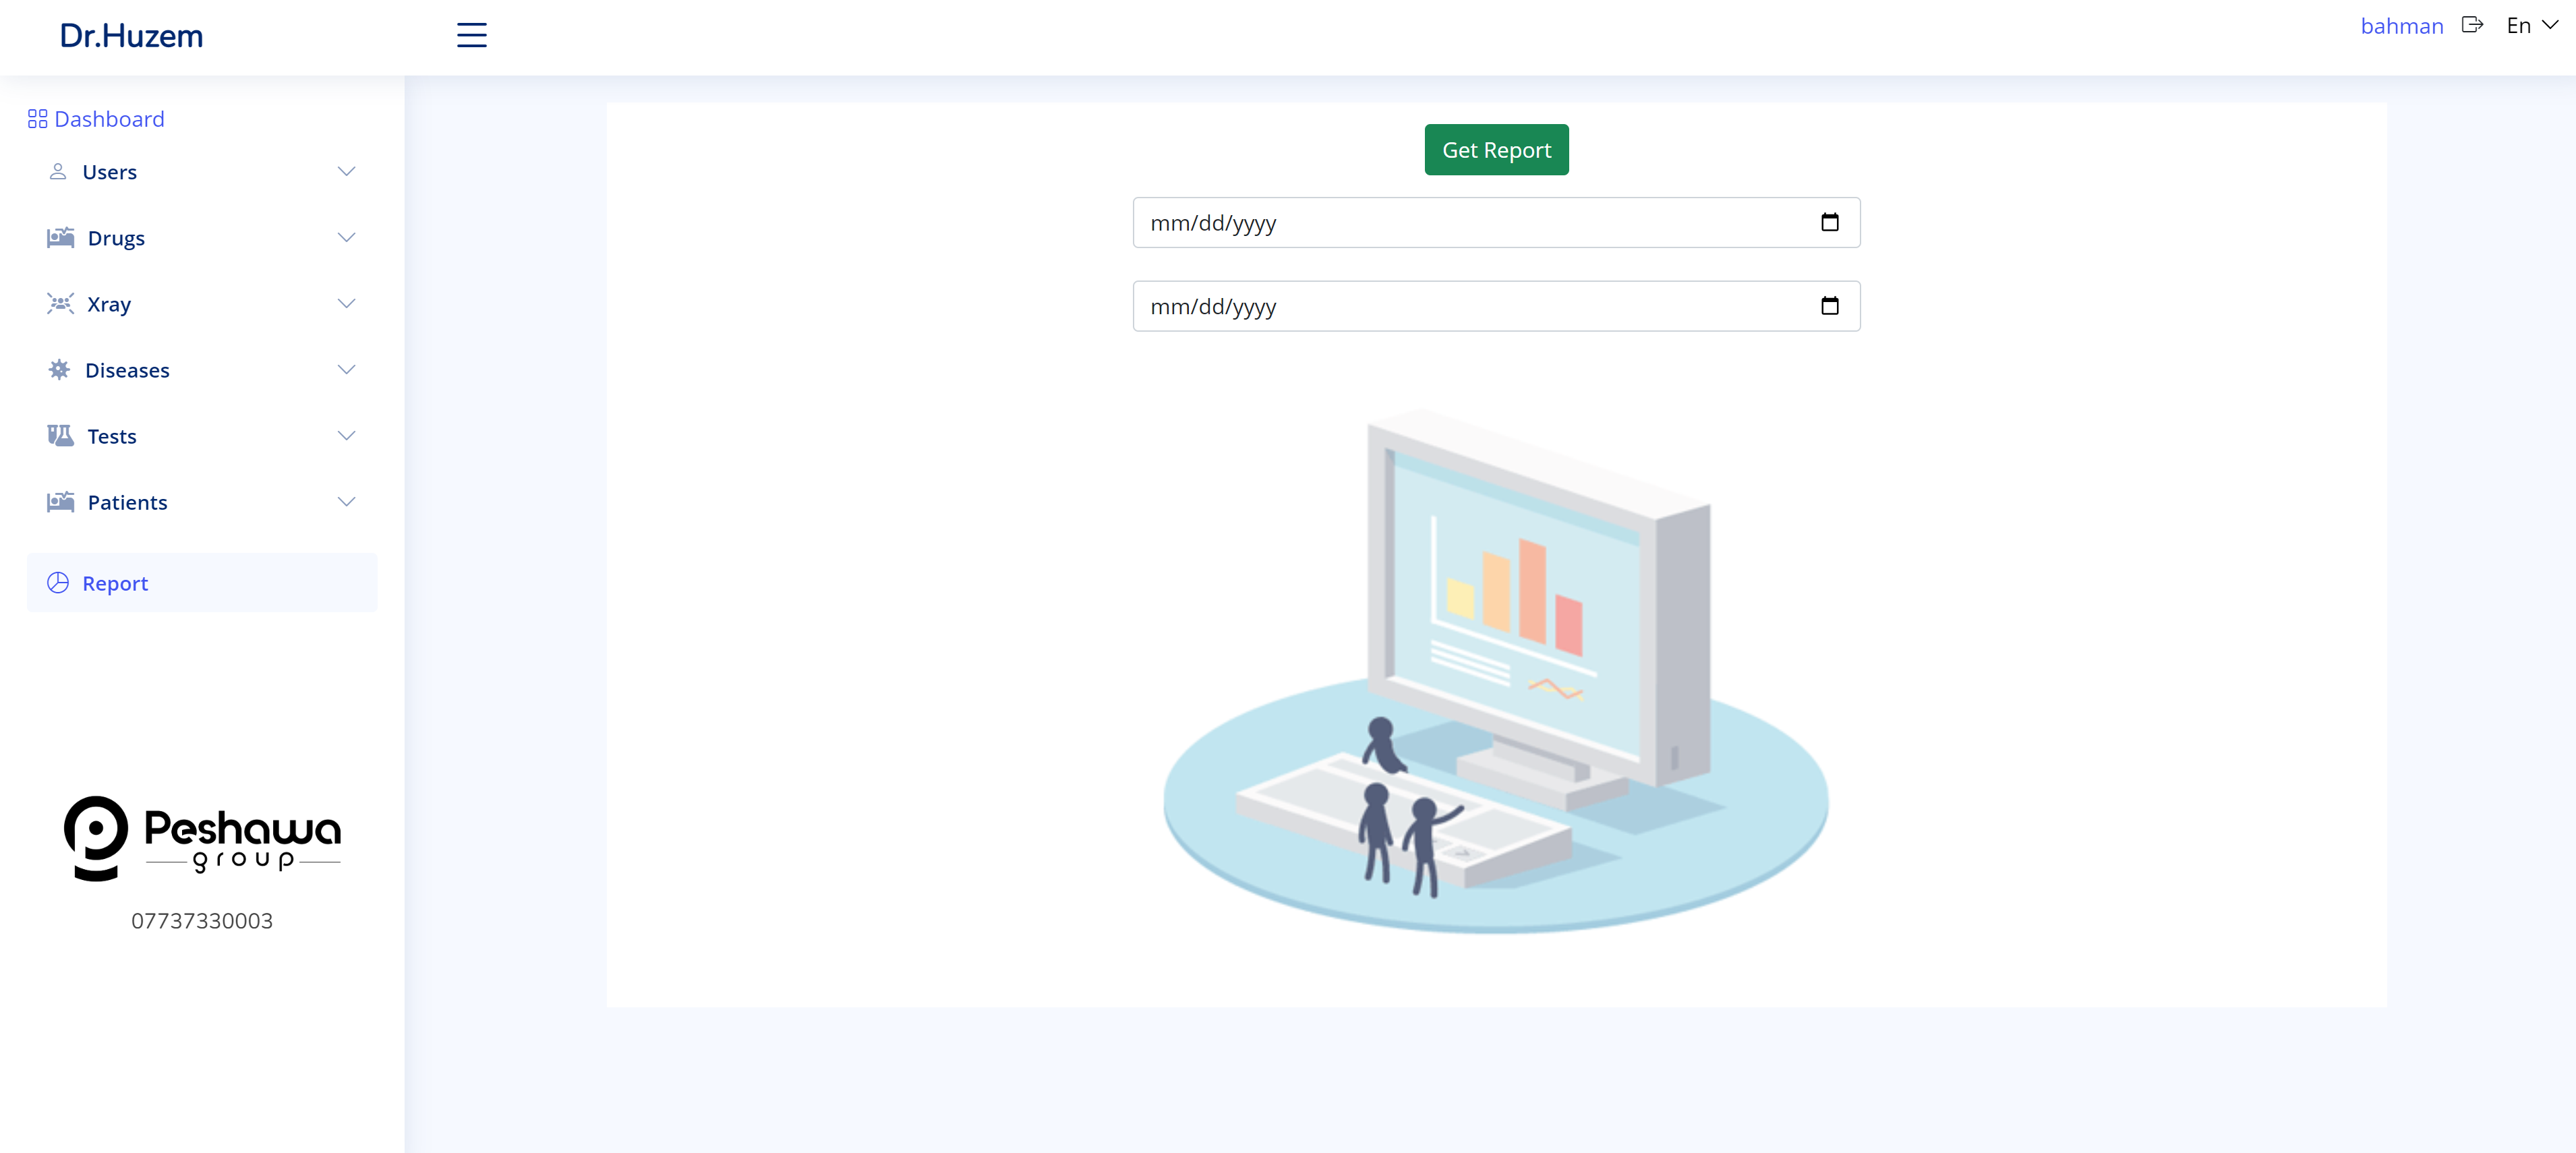 Dr.Huzem
bahman
En
Dashboard
Users
Drugs
Xray
Diseases
Tests
Patients
Report
Peshawa
group
07737330003
Get Report
mm/dd/yyyy
mm/dd/yyyy